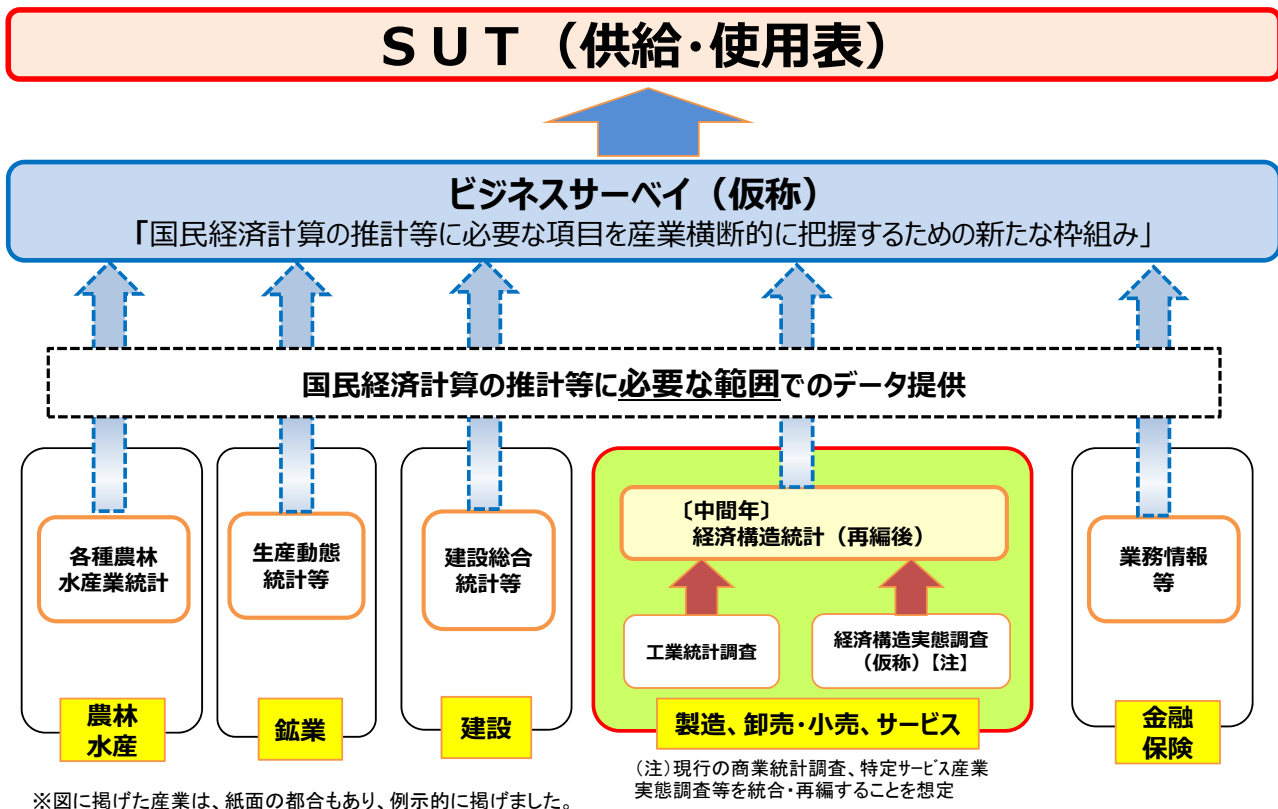 SUT(供給・使用表)
ビジネスサーベイ(仮称)
「国民経済計算の推計等に必要な項目を産業横断的に把握するための新たな枠組み」
国民経済計算の推計等に必要な範囲でのデータ提供
各種農林
水産業統計
農林
水産
生産動態
統計等
鉱業
建設総合
統計等
建設
〔中間年〕
経済構造統計(再編後)
工業統計調査
経済構造実態調査
(仮称)【注】
製造、卸売・小売、サービス
業務情報
等
金融
保険
(注)現行の商業統計調査、特定サービス産業
実態調査等を統合・再編することを想定
※図に掲げた産業は、紙面の都合もあり、例示的に掲げました。